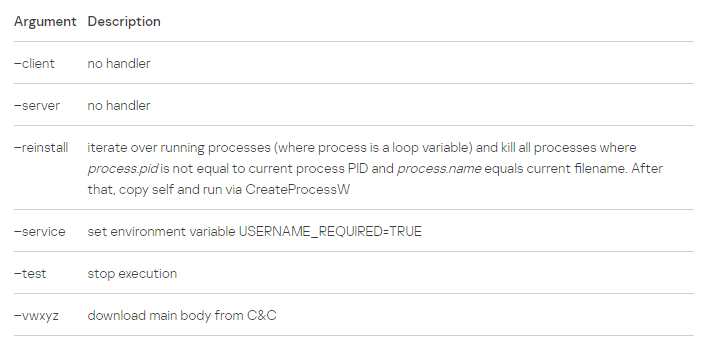 Argument Description
–client no handler
–server no handler
–reinstall iterate over running processes (where process is a loop variable) and kill all processes where
process.pid is not equal to current process PID and process.name equals current filename. After
that, copy self and run via CreateProcessW
–service set environment variable USERNAME_REQUIRED=TRUE
–test stop execution
–vwxyz download main body from C&C